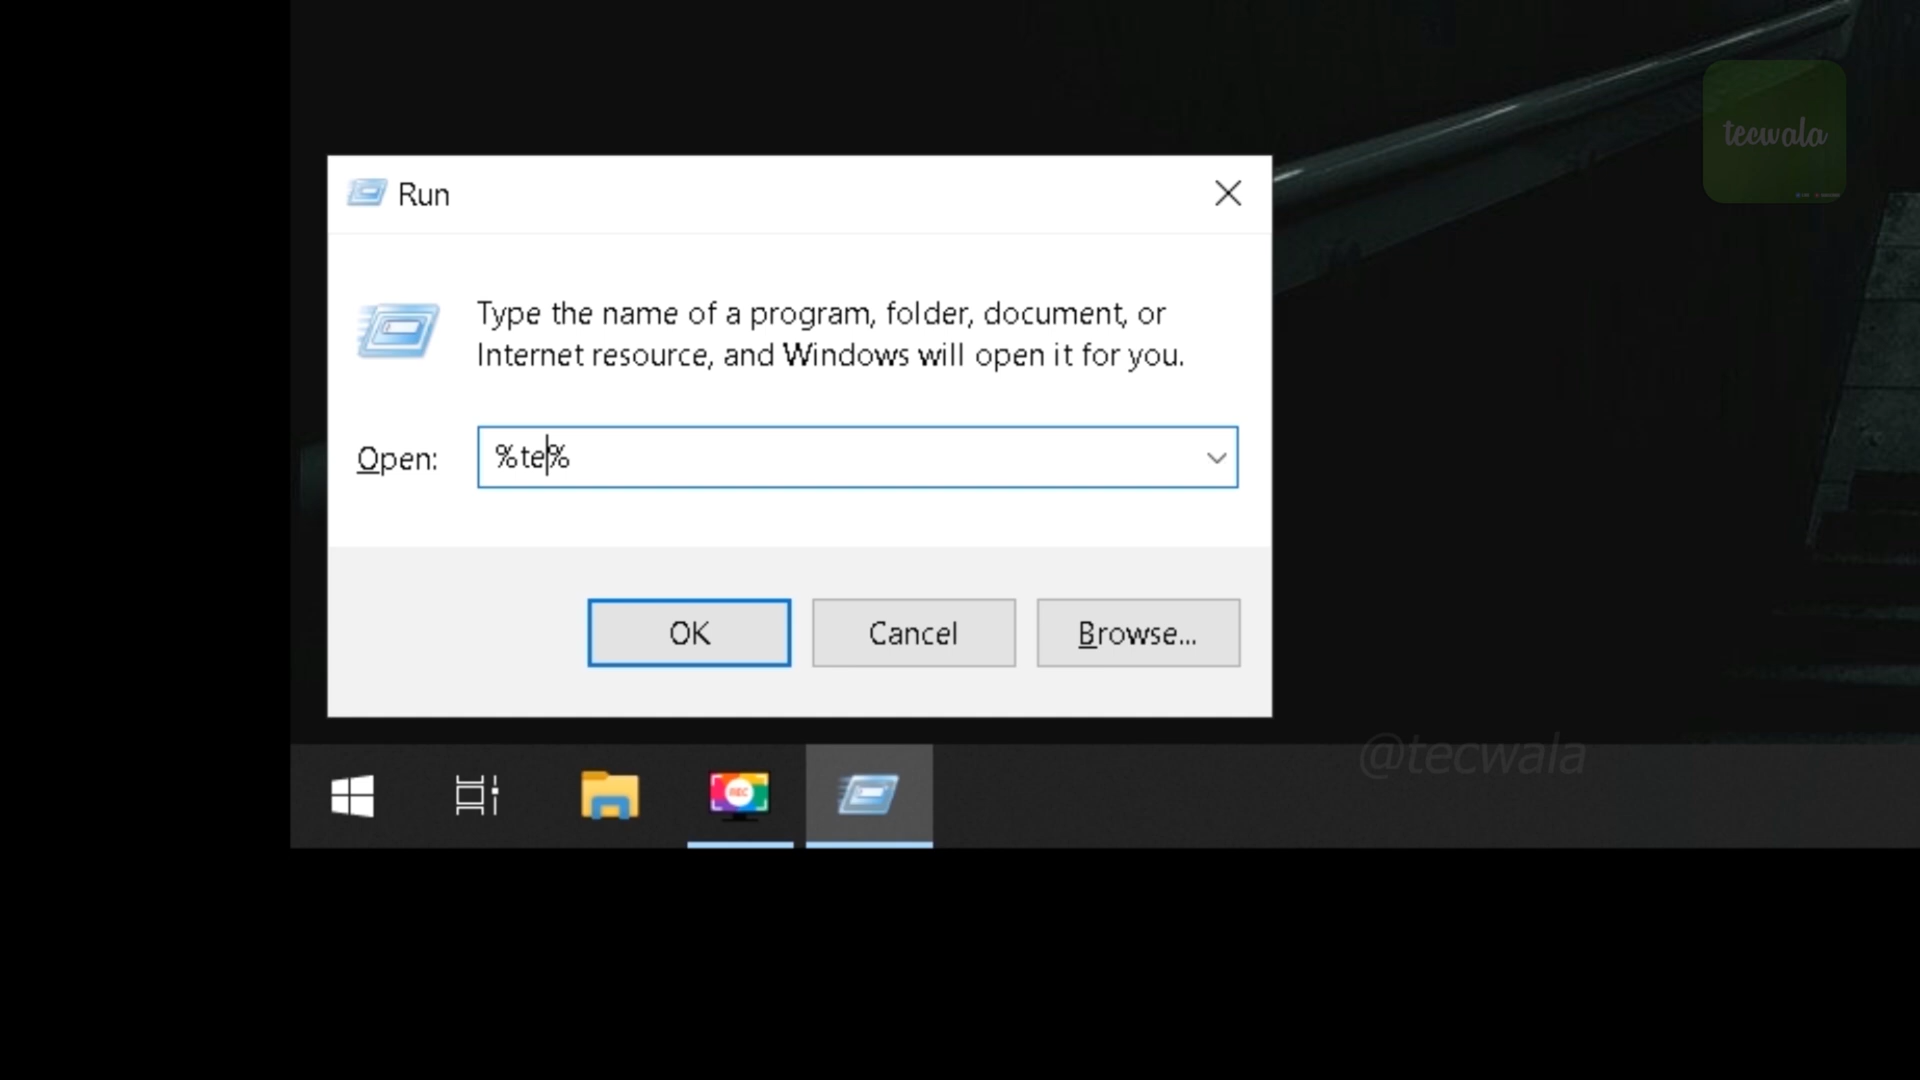 tecwala
Run
Type the name of a program, folder, document, or
Internet resource, and Windows will open it for you.
Open:
%te%
OK
Cancel
Browse...
@tecwala
REC